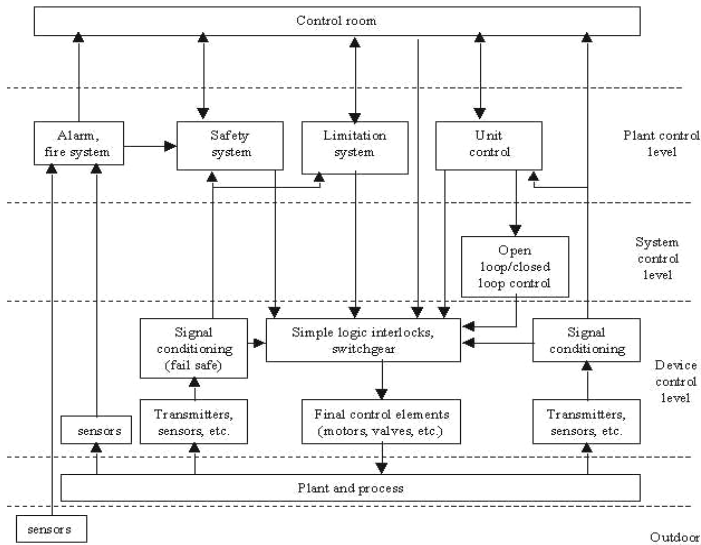 Control room
Alarm,
fire system
Safety
system
Limitation
system
Unit
control
Plant control
level
Open
loop/closed
loop control
System
control
level
Signal
conditioning
(fail safe)
Simple logic interlocks,
switchgear
Signal
conditioning
Device
control
level
sensors
Transmitters,
sensors, etc.
Final control elements
(motors, valves, etc.)
Transmitters,
sensors, etc.
Plant and process
sensors
Outdoor